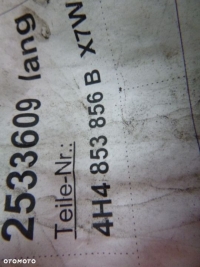 2533609 (lang
Teile-Nr.:
4H4 853 856 B X7W
OTOMOTO